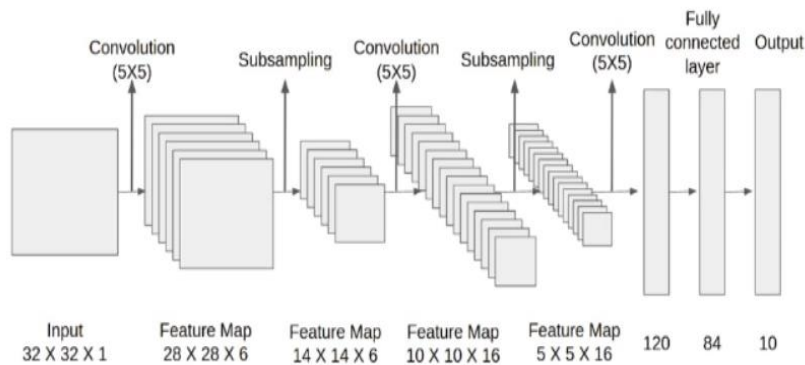 Convolution
(5X5)
Subsampling
Convolution
(5X5)
Subsampling
Convolution
(5X5)
Fully
connected
layer
Output
Input
32 X 32 X 1
Feature Map
28 X 28 X 6
Feature Map
14 X 14 X 6
Feature Map
10 X 10 X 16
Feature Map
5 X 5 X 16
120
84
10